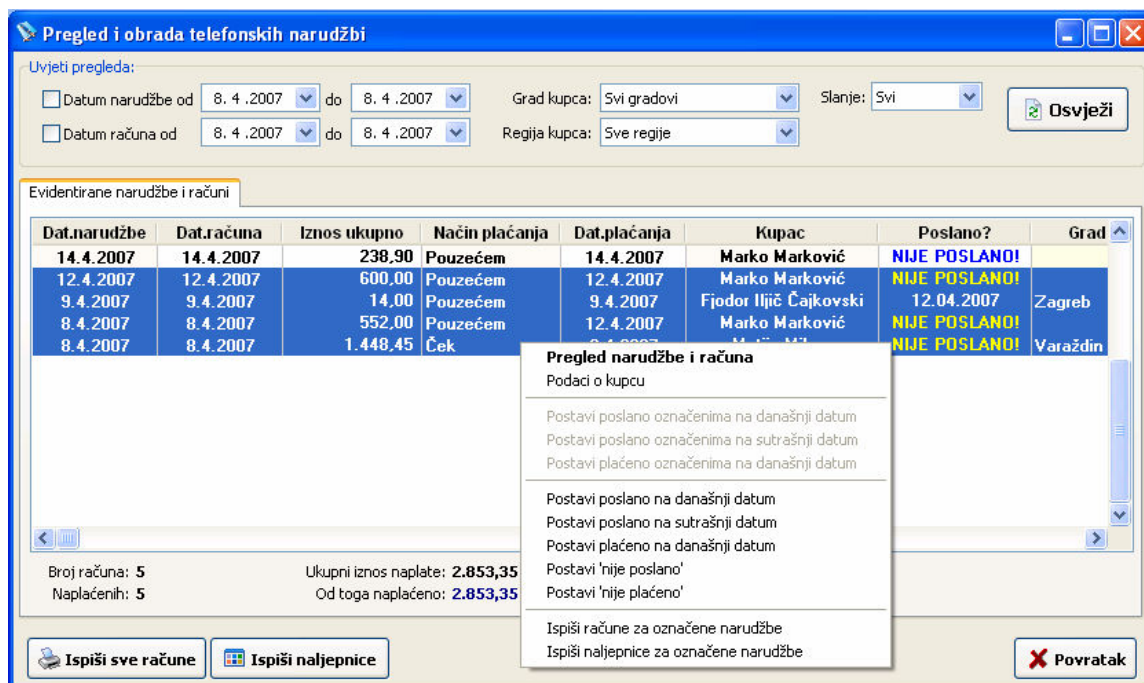 Pregled i obrada telefonskih narudžbi
Uvjeti pregleda:
Datum narudžbe od 8. 4 .2007 do 8. 4 .2007 Grad kupca: Svi gradovi Slanje: Svi
Osvježi
Datum računa od 8. 4 .2007 do 8. 4 .2007 Regija kupca: Sve regije
Evidentirane narudžbe i računi
Dat.narudžbe Dat.računa Iznos ukupno Način plaćanja Dat.plaćanja Kupac Poslano? Grad
14.4.2007 14.4.2007 238,90 Pouzećem 14.4.2007 Marko Marković NIJE POSLANO!
12.4.2007 12.4.2007 600,00 Pouzećem 12.4.2007 Marko Marković NIJE POSLANO!
9.4.2007 9.4.2007 14,00 Pouzećem 9.4.2007 Fjodor Iljič Čajkovski 12.04.2007 Zagreb
8.4.2007 8.4.2007 552,00 Pouzećem 12.4.2007 Marko Marković NIJE POSLANO!
8.4.2007 8.4.2007 1.448,45 Ček NIJE POSLANO! Varaždin
Pregled narudžbe i računa
Podaci o kupcu
Postavi poslano označenima na današnji datum
Postavi poslano označenima na sutrašnji datum
Postavi plaćeno označenima na današnji datum
Postavi poslano na današnji datum
Postavi poslano na sutrašnji datum
Postavi plaćeno na današnji datum
Postavi 'nije poslano'
Postavi 'nije plaćeno'
Ispiši račune za označene narudžbe
Ispiši naljepnice za označene narudžbe
Broj računa: 5 Ukupni iznos naplate: 2.853,35
Naplaćenih: 5 Od toga naplaćeno: 2.853,35
Ispiši sve račune Ispiši naljepnice Povratak